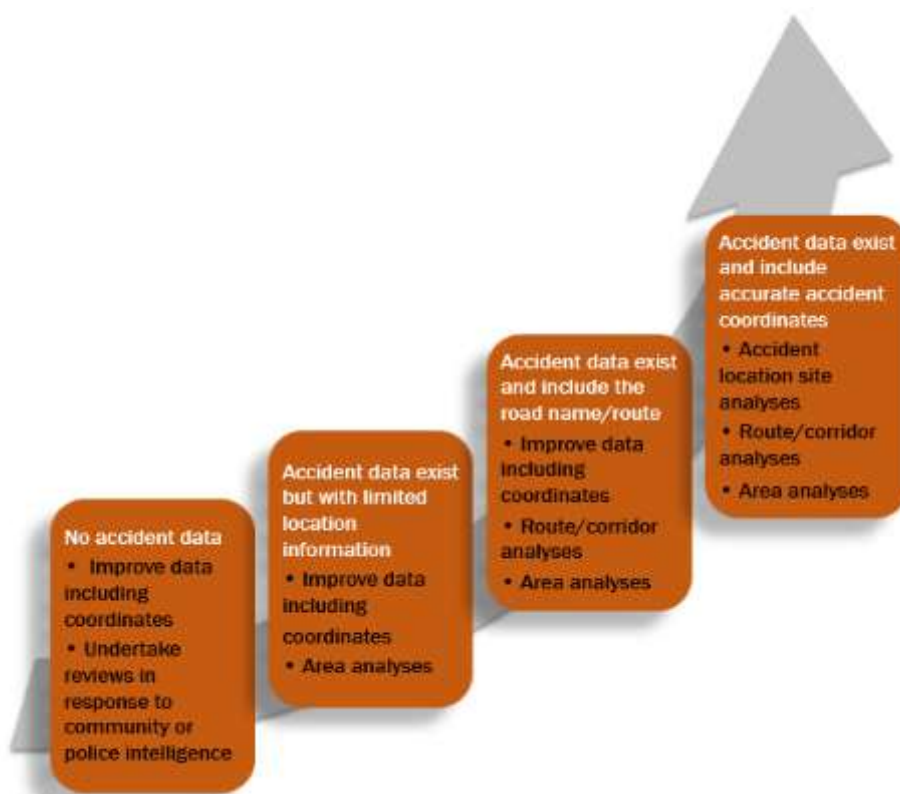 No accident data
• Improve data
including
coordinates
• Undertake
reviews in
response to
community or
police intelligence
Accident data exist
but with limited
location
information
• Improve data
including
coordinates
• Area analyses
Accident data exist
and include the
road name/route
• Improve data
including
coordinates
• Route/corridor
analyses
• Area analyses
Accident data exist
and include
accurate accident
coordinates
• Accident
location site
analyses
• Route/corridor
analyses
• Area analyses